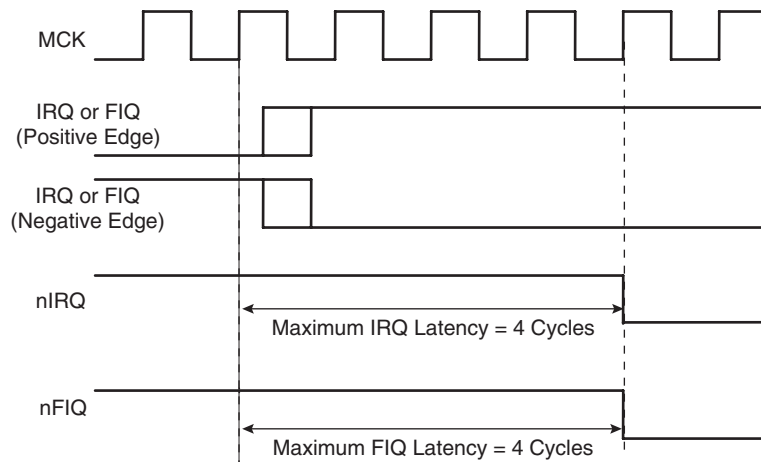 MCK
IRQ or FIQ
(Positive Edge)
IRQ or FIQ
(Negative Edge)
nIRQ
Maximum IRQ Latency = 4 Cycles
nFIQ
Maximum FIQ Latency = 4 Cycles